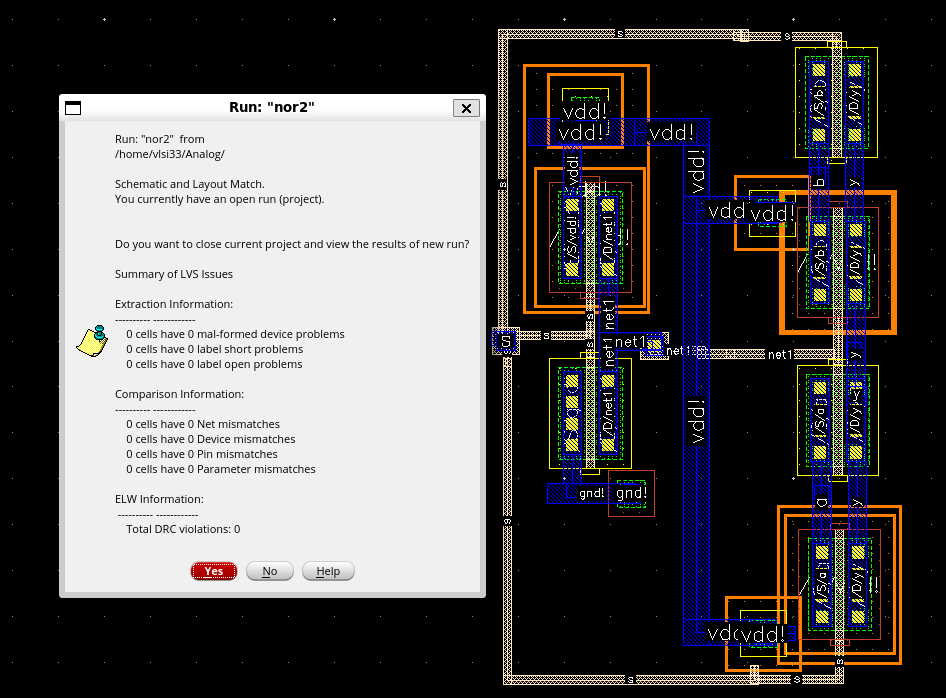 Run: "nor2"
Run: "nor2" from
/home/vlsi33/Analog/
Schematic and Layout Match.
You currently have an open run (project).
Do you want to close current project and view the results of new run?
Summary of LVS Issues
Extraction Information:
---------- ------------
0 cells have 0 mal-formed device problems
0 cells have 0 label short problems
0 cells have 0 label open problems
Comparison Information:
---------- ------------
0 cells have 0 Net mismatches
0 cells have 0 Device mismatches
0 cells have 0 Pin mismatches
0 cells have 0 Parameter mismatches
ELW Information:
---------- ------------
Total DRC violations: 0
Yes
No
Help
s
s
/S/b
/D/y
vdd!
vdd!
vdd!
vdd!
vdd!
b
y
s
vdd
vdd!
/S/vdd!
/D/net1
/S/b
/D/y
net1
s
S
s
s
net1
net1
net1
net1
y
s
/D/net1
vdd!
/S/a
/D/y
gnd!
gnd!
a
y
s
/S/a
/D/y
vdd!
s
s
s